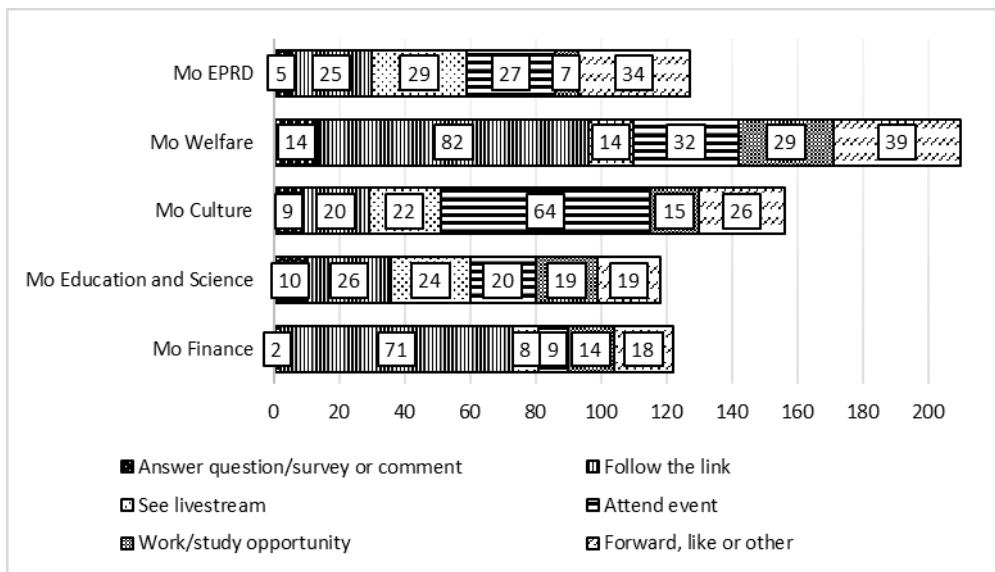 Mo EPRD 5 25 29 27 7 34
Mo Welfare 14 82 14 32 29 39
Mo Culture 9 20 22 64 15 26
Mo Education and Science 10 26 24 20 19 19
Mo Finance 2 71 8 9 14 18
0 20 40 60 80 100 120 140 160 180 200
Answer question/survey or comment Follow the link
See livestream Attend event
Work/study opportunity Forward, like or other